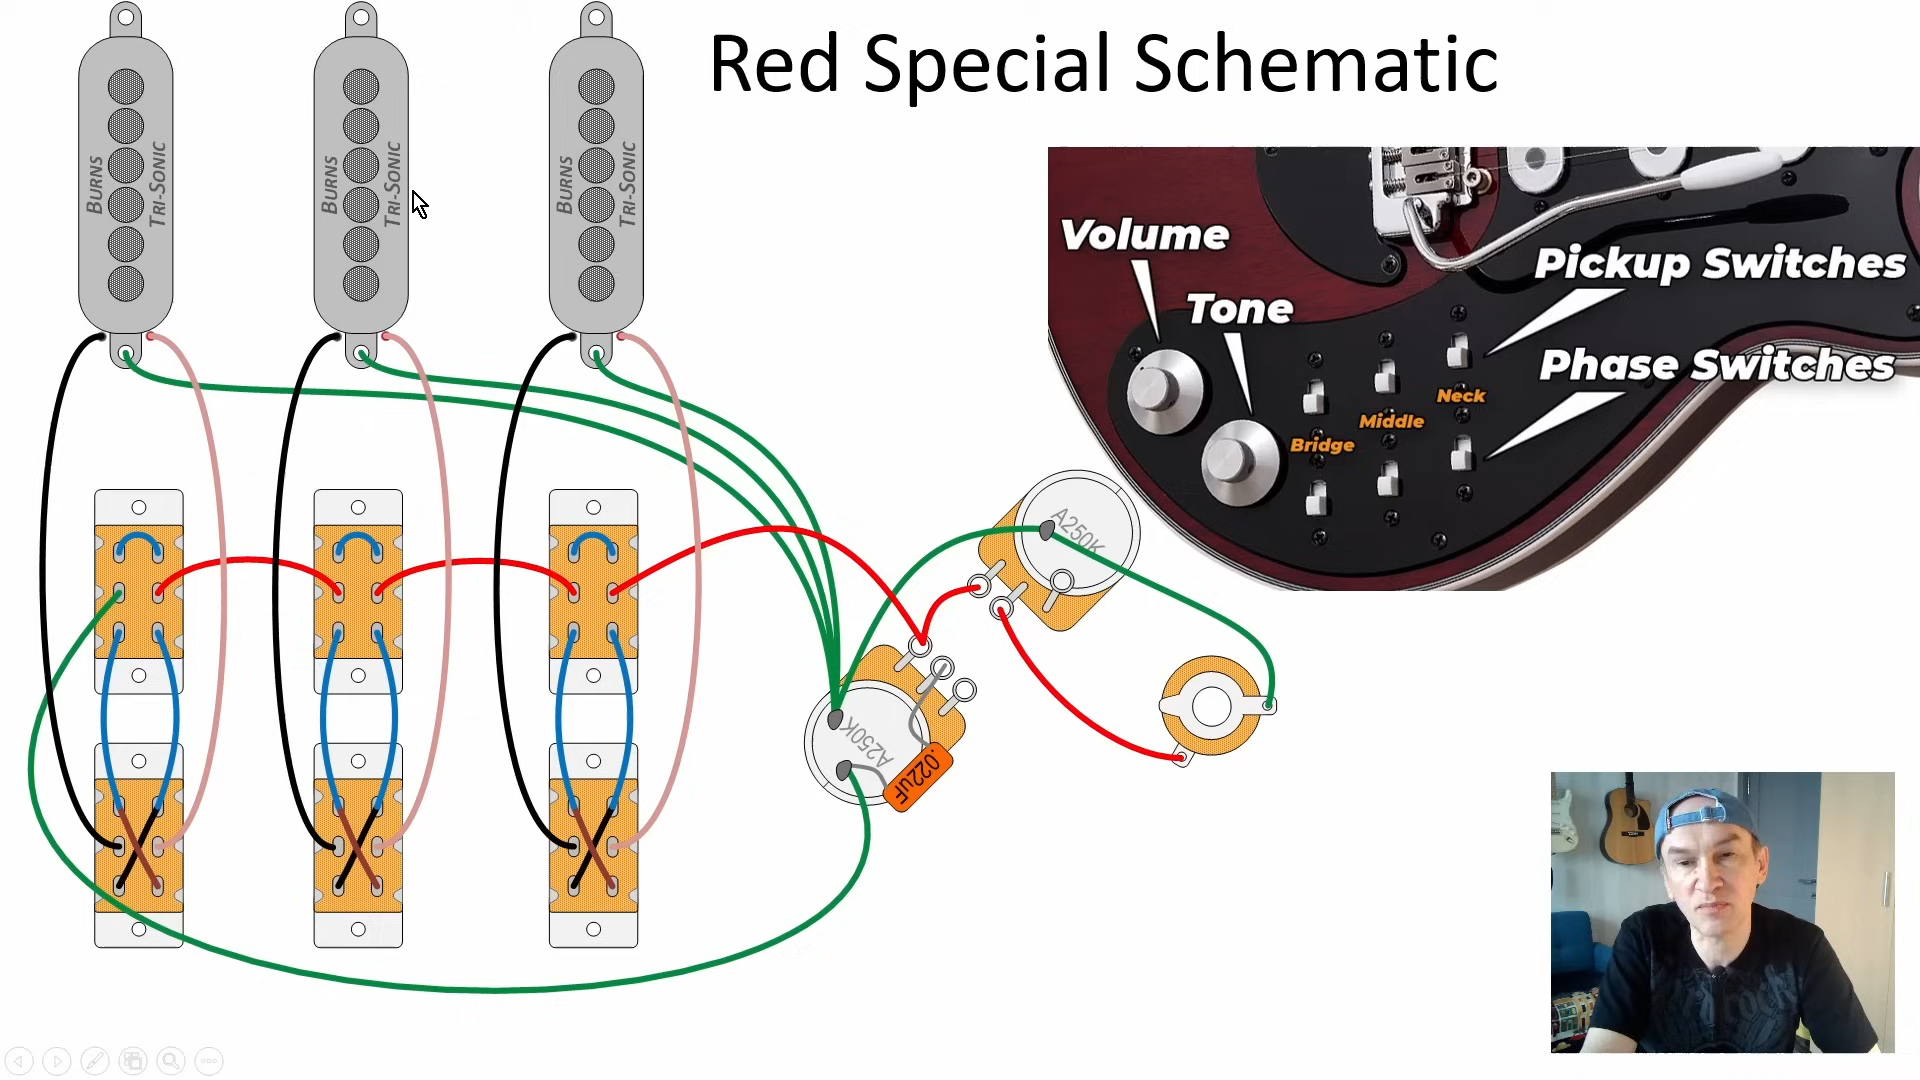 Red Special Schematic
BURNS
TRI-SONIC
BURNS
TRI-SONIC
BURNS
TRI-SONIC
Volume
Tone
Pickup Switches
Phase Switches
Neck
Middle
Bridge
A250K
A250K
.022uF